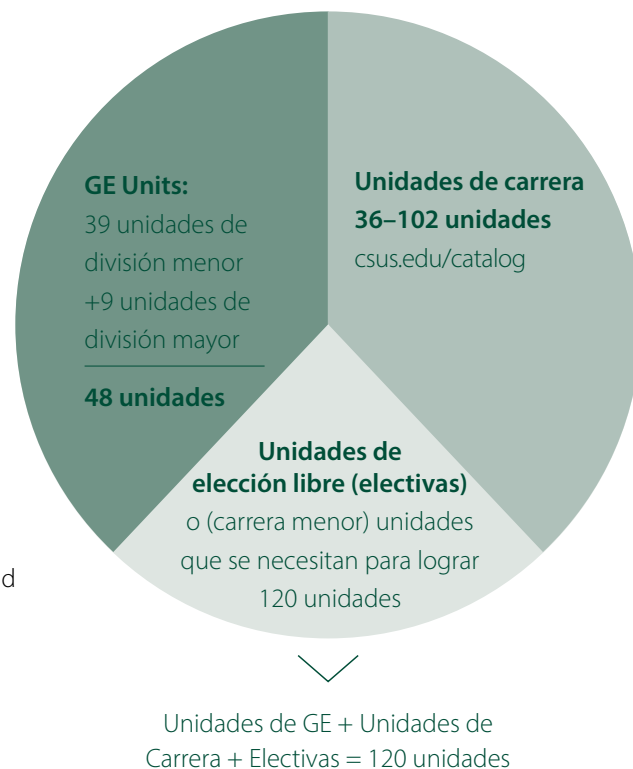 GE Units:
39 unidades de
división menor
+9 unidades de
división mayor
48 unidades
Unidades de carrera
36–102 unidades
csus.edu/catalog
Unidades de
elección libre (electivas)
o (carrera menor) unidades
que se necesitan para lograr
120 unidades
Unidades de GE + Unidades de
Carrera + Electivas = 120 unidades